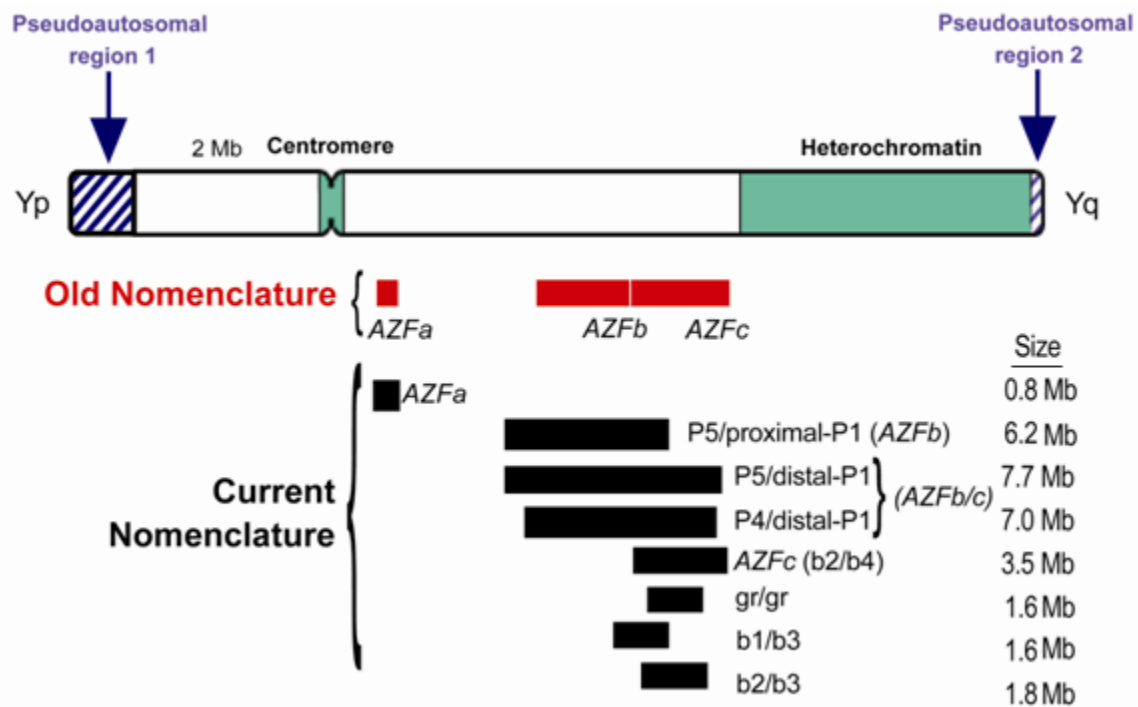 Pseudoautosomal
region 1
Pseudoautosomal
region 2
2 Mb
Centromere
Heterochromatin
Yp
Yq
Old Nomenclature
AZFa
AZFb
AZFc
Size
Current
Nomenclature
AZFa 0.8 Mb
P5/proximal-P1 (AZFb) 6.2 Mb
P5/distal-P1 7.7 Mb
(AZFb/c)
P4/distal-P1 7.0 Mb
AZFc (b2/b4) 3.5 Mb
gr/gr 1.6 Mb
b1/b3 1.6 Mb
b2/b3 1.8 Mb